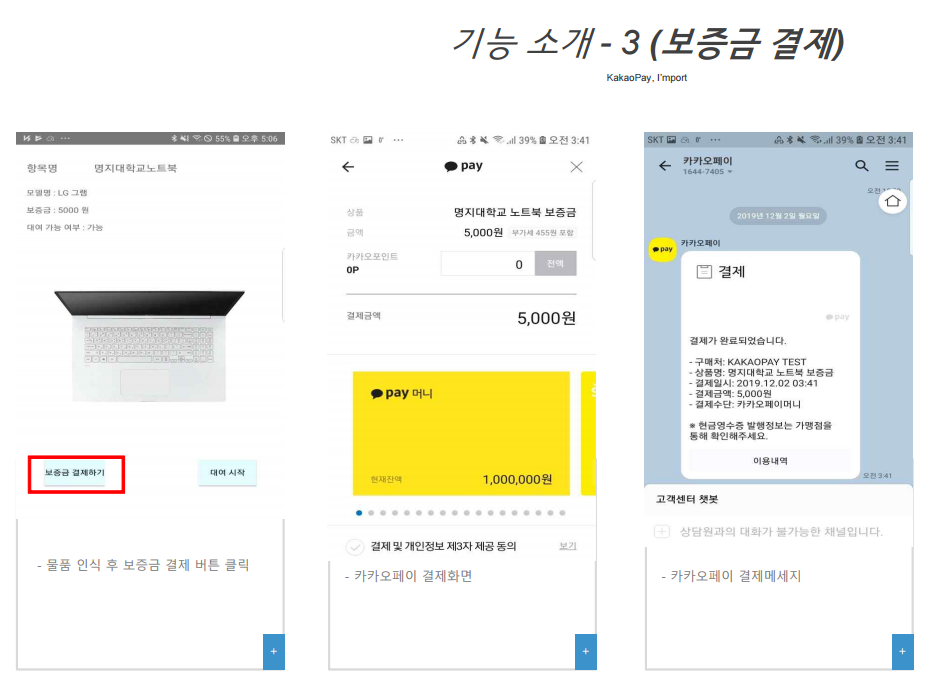 기능 소개 - 3 (보증금 결제)
KakaoPay, I'mport
55% 오후 5:06
항목명 명지대학교노트북
모델명 : LG 그램
보증금 : 5000 원
대여 가능 여부 : 가능
보증금 결제하기
대여 시작
- 물품 인식 후 보증금 결제 버튼 클릭
+
SKT 39% 오전 3:41
pay
상품 명지대학교 노트북 보증금
금액 5,000원 부가세 455원 포함
카카오포인트
0P
0 전액
결제금액 5,000원
pay 머니
현재잔액 1,000,000원
결제 및 개인정보 제3자 제공 동의 보기
- 카카오페이 결제화면
+
SKT 39% 오전 3:41
카카오페이
1644-7405
2019년 12월 2일 월요일
pay
카카오페이
결제
pay
결제가 완료되었습니다.
- 구매처: KAKAOPAY TEST
- 상품명: 명지대학교 노트북 보증금
- 결제일시: 2019.12.02 03:41
- 결제금액: 5,000원
- 결제수단: 카카오페이머니
※ 현금영수증 발행정보는 가맹점을
통해 확인해주세요.
이용내역
오전 3:41
고객센터 챗봇
상담원과의 대화가 불가능한 채널입니다.
- 카카오페이 결제메세지
+